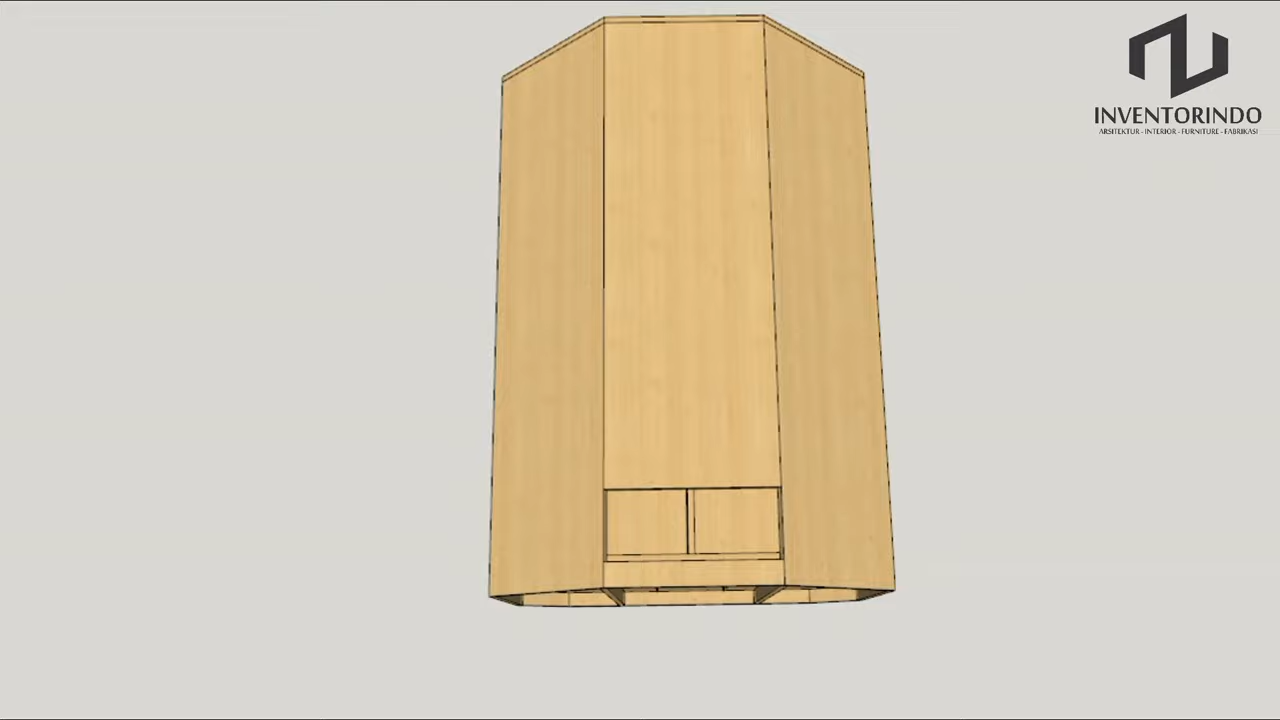 INVENTORINDO
ARSITEKTUR - INTERIOR - FURNITURE - FABRIKASI